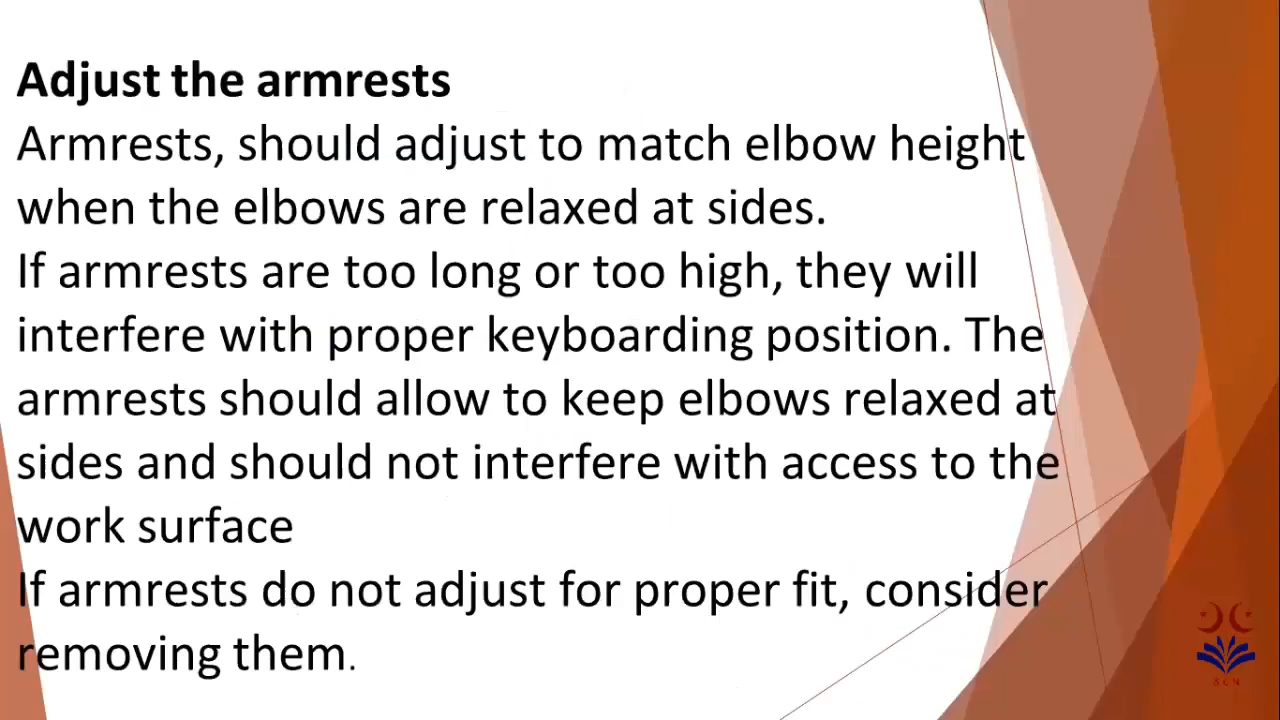 Adjust the armrests
Armrests, should adjust to match elbow height
when the elbows are relaxed at sides.
If armrests are too long or too high, they will
interfere with proper keyboarding position. The
armrests should allow to keep elbows relaxed at
sides and should not interfere with access to the
work surface
If armrests do not adjust for proper fit, consider
removing them.